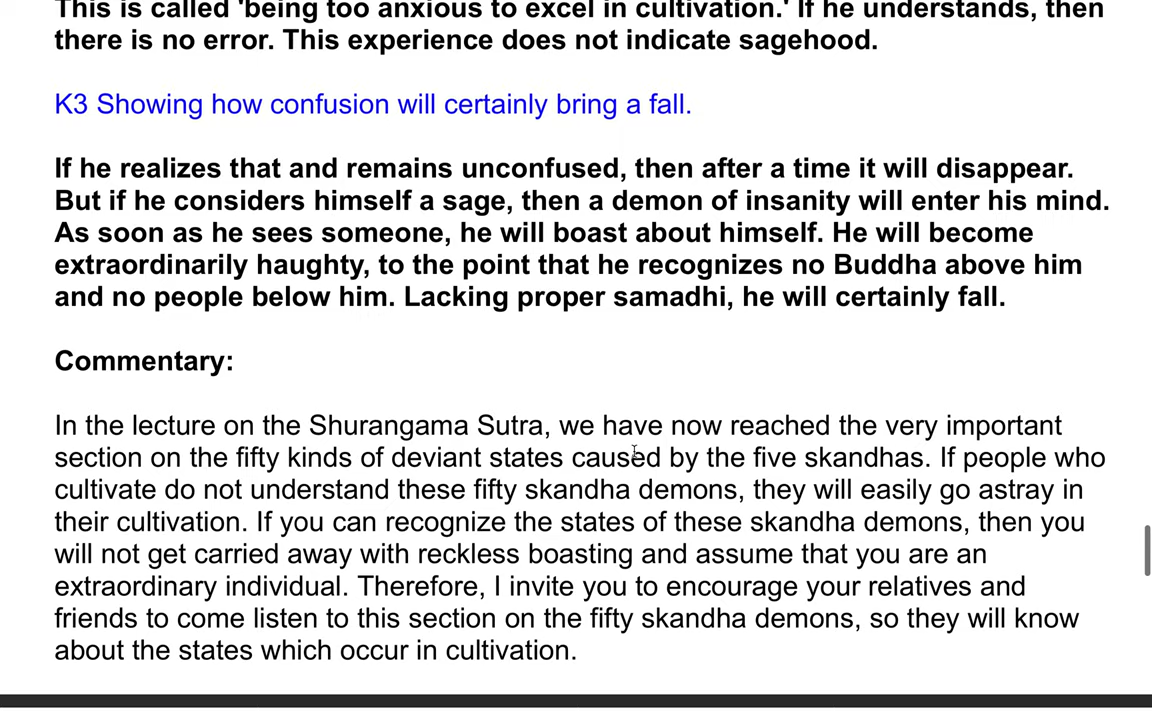 This is called 'being too anxious to excel in cultivation.' If he understands, then
there is no error. This experience does not indicate sagehood.
K3 Showing how confusion will certainly bring a fall.
If he realizes that and remains unconfused, then after a time it will disappear.
But if he considers himself a sage, then a demon of insanity will enter his mind.
As soon as he sees someone, he will boast about himself. He will become
extraordinarily haughty, to the point that he recognizes no Buddha above him
and no people below him. Lacking proper samadhi, he will certainly fall.
Commentary:
In the lecture on the Shurangama Sutra, we have now reached the very important
section on the fifty kinds of deviant states caused by the five skandhas. If people who
cultivate do not understand these fifty skandha demons, they will easily go astray in
their cultivation. If you can recognize the states of these skandha demons, then you
will not get carried away with reckless boasting and assume that you are an
extraordinary individual. Therefore, I invite you to encourage your relatives and
friends to come listen to this section on the fifty skandha demons, so they will know
about the states which occur in cultivation.